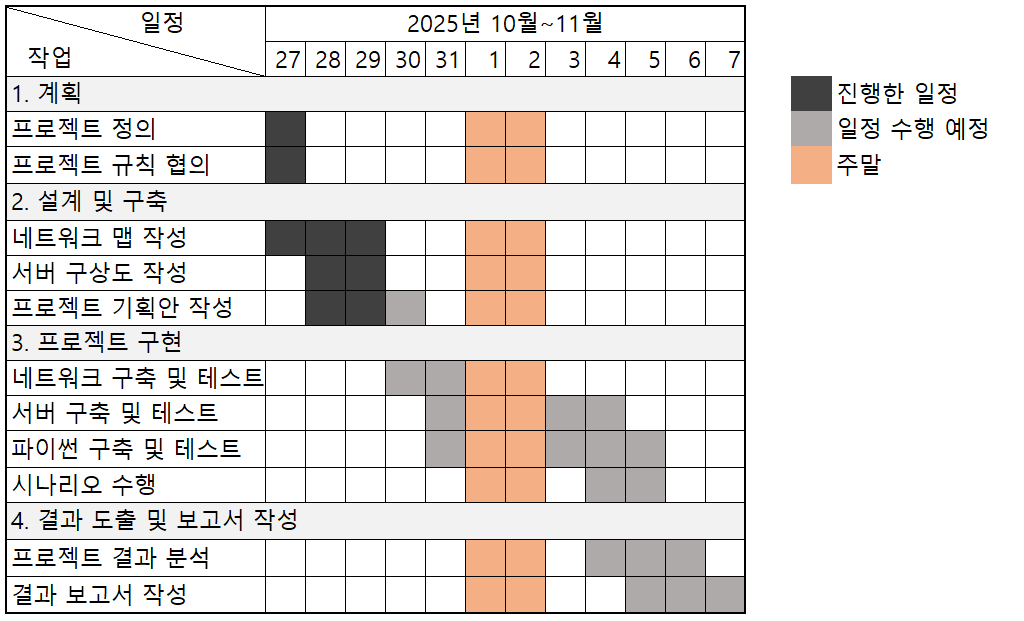 일정
작업
2025년 10월~11월
27 28 29 30 31 1 2 3 4 5 6 7
1. 계획
프로젝트 정의
프로젝트 규칙 협의
2. 설계 및 구축
네트워크 맵 작성
서버 구상도 작성
프로젝트 기획안 작성
3. 프로젝트 구현
네트워크 구축 및 테스트
서버 구축 및 테스트
파이썬 구축 및 테스트
시나리오 수행
4. 결과 도출 및 보고서 작성
프로젝트 결과 분석
결과 보고서 작성
진행한 일정
일정 수행 예정
주말